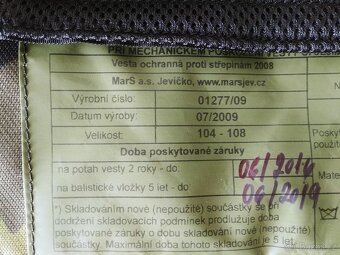 PŘI MECHANICKÉM
Vesta ochranná proti střepinám 2008
MarS a.s. Jevíčko, www.marsjev.cz
Výrobní číslo 01277/09
Datum výroby: 07/2009
Velikost: 104 - 108
Doba poskytované záruky
na potah vesty 2 roky - do: 06/2016
na balistické vložky 5 let - do: 06/2019
Mate
*) Skladováním nové (nepoužité) součástky se při
dodržení skladovacích podmínek prodlužuje doba
poskytované záruky o dobu skladování nové (nepoužité)
součástky. Maximální doba tohoto skladování je 5 let.